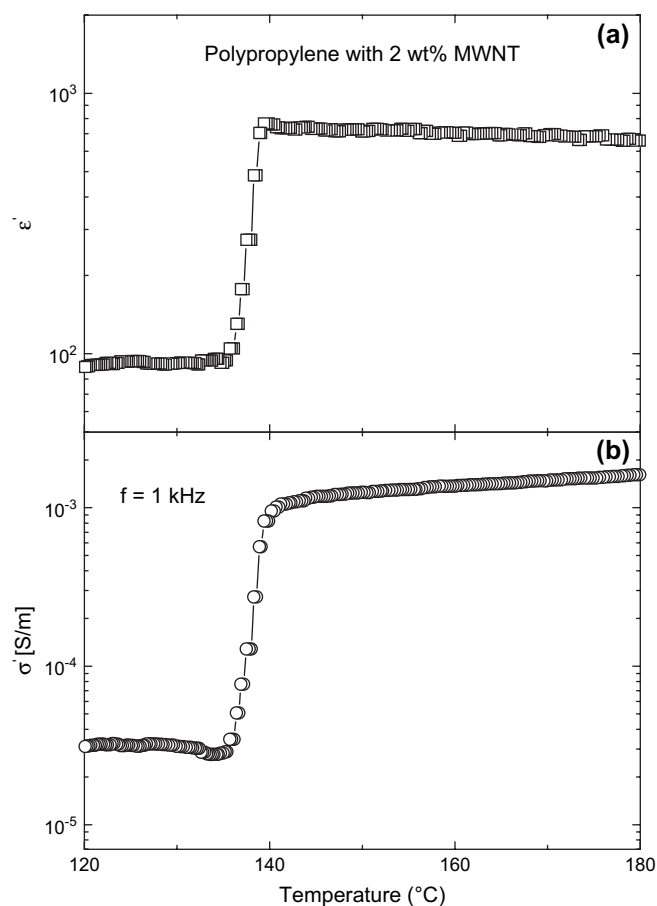 (a)
Polypropylene with 2 wt% MWNT
10³
ε'
10²
(b)
f = 1 kHz
10⁻³
σ' [S/m]
10⁻⁴
10⁻⁵
120 140 160 180
Temperature (°C)